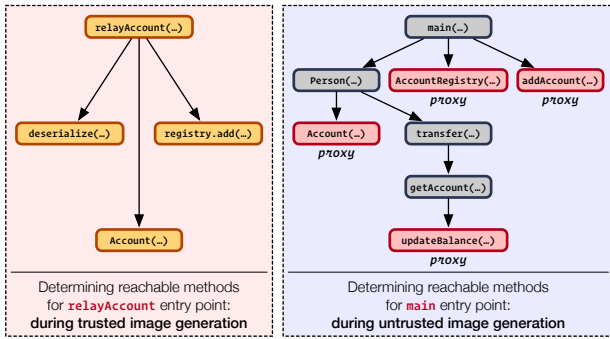 relayAccount(…)
deserialize(…)
registry.add(…)
Account(…)
Determining reachable methods
for relayAccount entry point:
during trusted image generation
main(…)
Person(…)
AccountRegistry(…)
addAccount(…)
proxy
proxy
Account(…)
transfer(…)
proxy
getAccount(…)
updateBalance(…)
proxy
Determining reachable methods
for main entry point:
during untrusted image generation